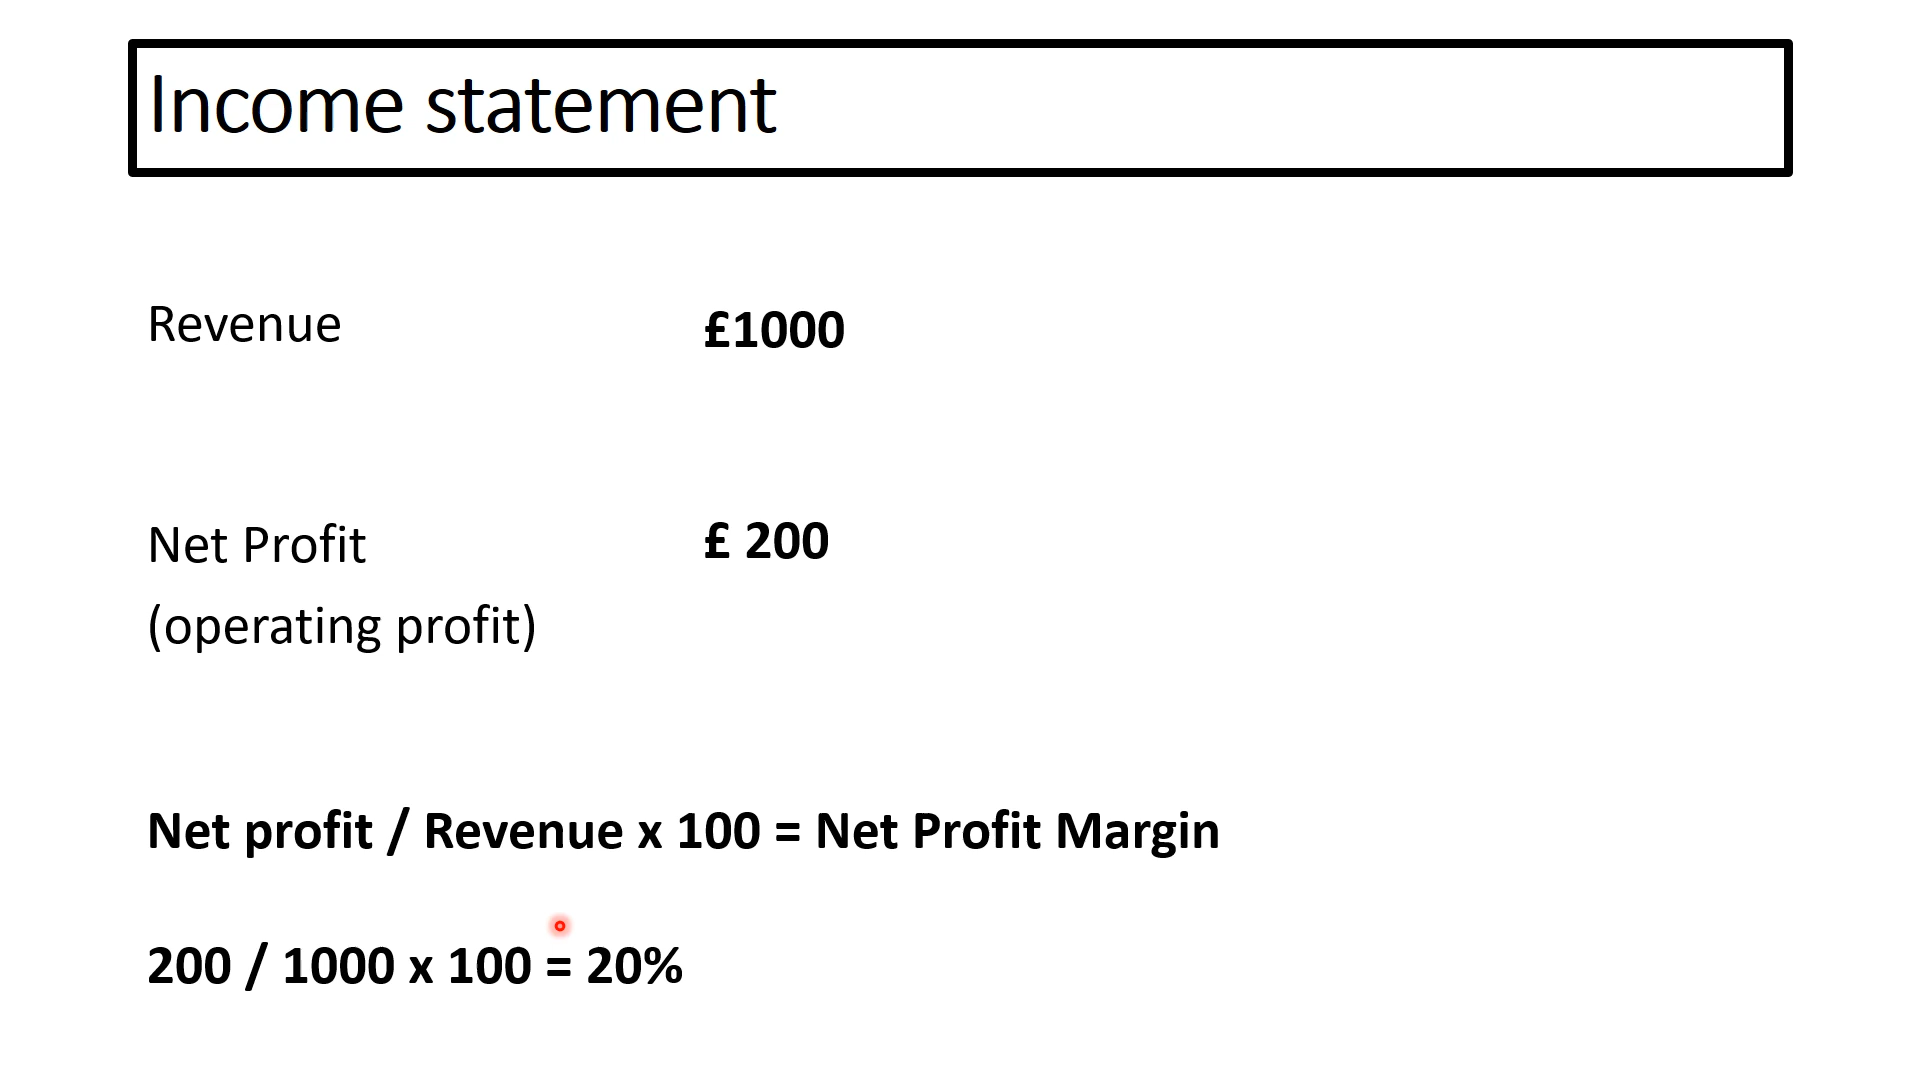 Income statement
Revenue £1000
Net Profit £ 200
(operating profit)
Net profit / Revenue x 100 = Net Profit Margin
200 / 1000 x 100 = 20%